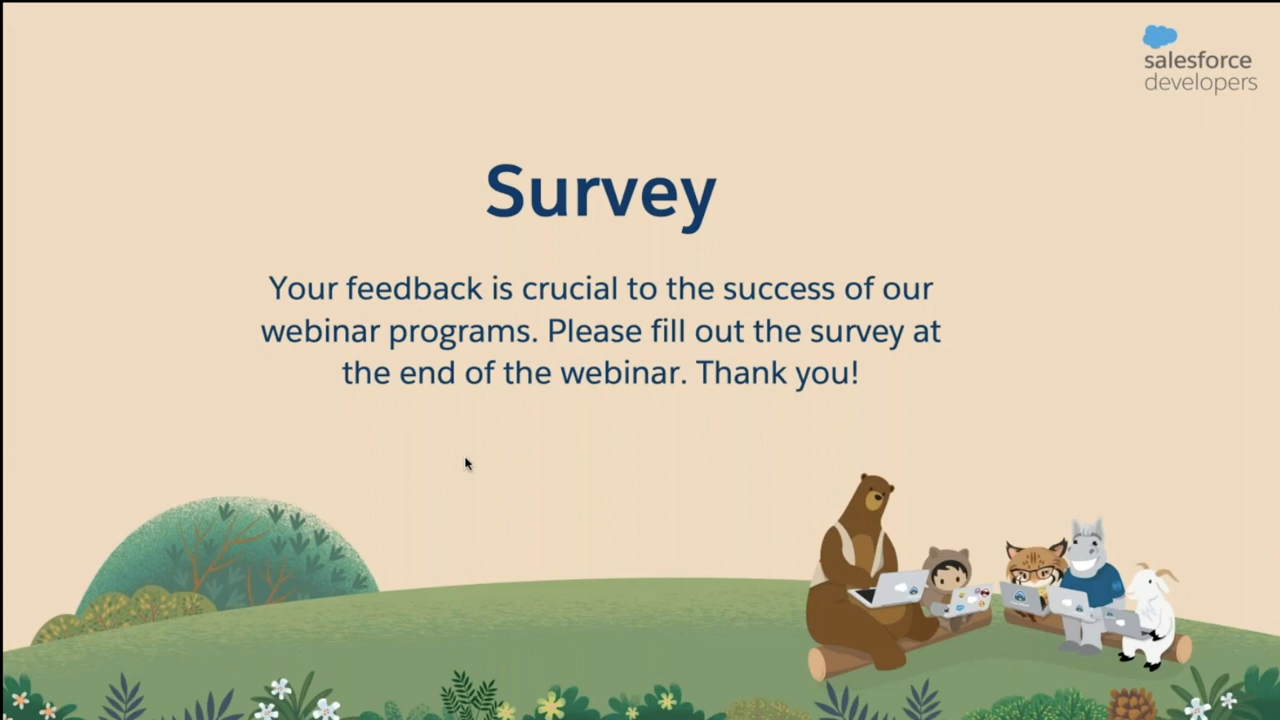 salesforce
developers
Survey
Your feedback is crucial to the success of our
webinar programs. Please fill out the survey at
the end of the webinar. Thank you!